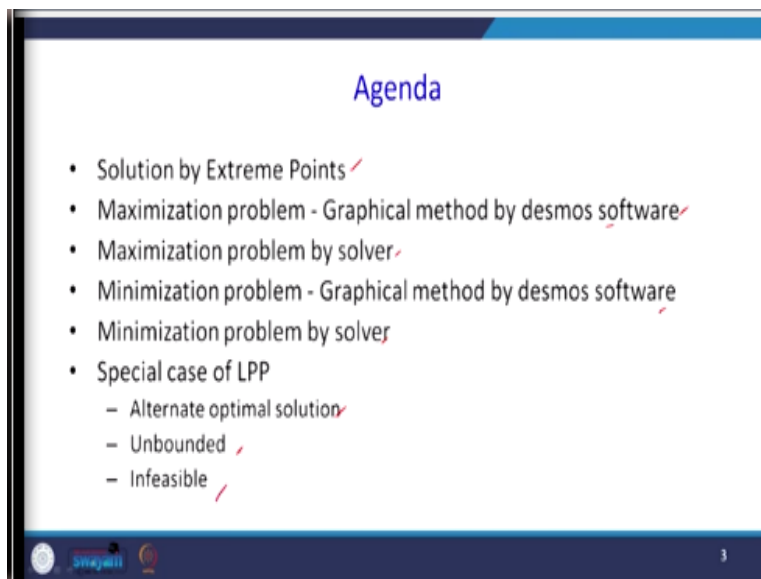 Agenda
• Solution by Extreme Points
• Maximization problem - Graphical method by desmos software
• Maximization problem by solver
• Minimization problem - Graphical method by desmos software
• Minimization problem by solver
• Special case of LPP
– Alternate optimal solution
– Unbounded
– Infeasible
swayam
3